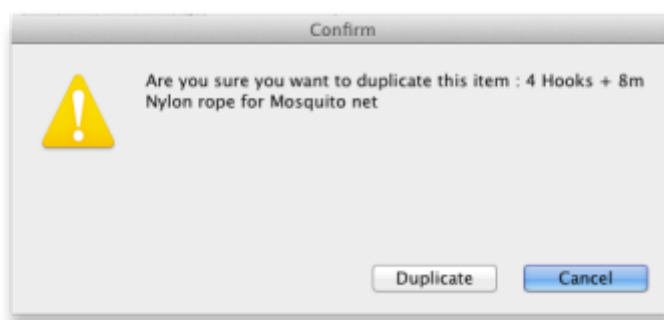 Confirm
Are you sure you want to duplicate this item : 4 Hooks + 8m
Nylon rope for Mosquito net
Duplicate
Cancel